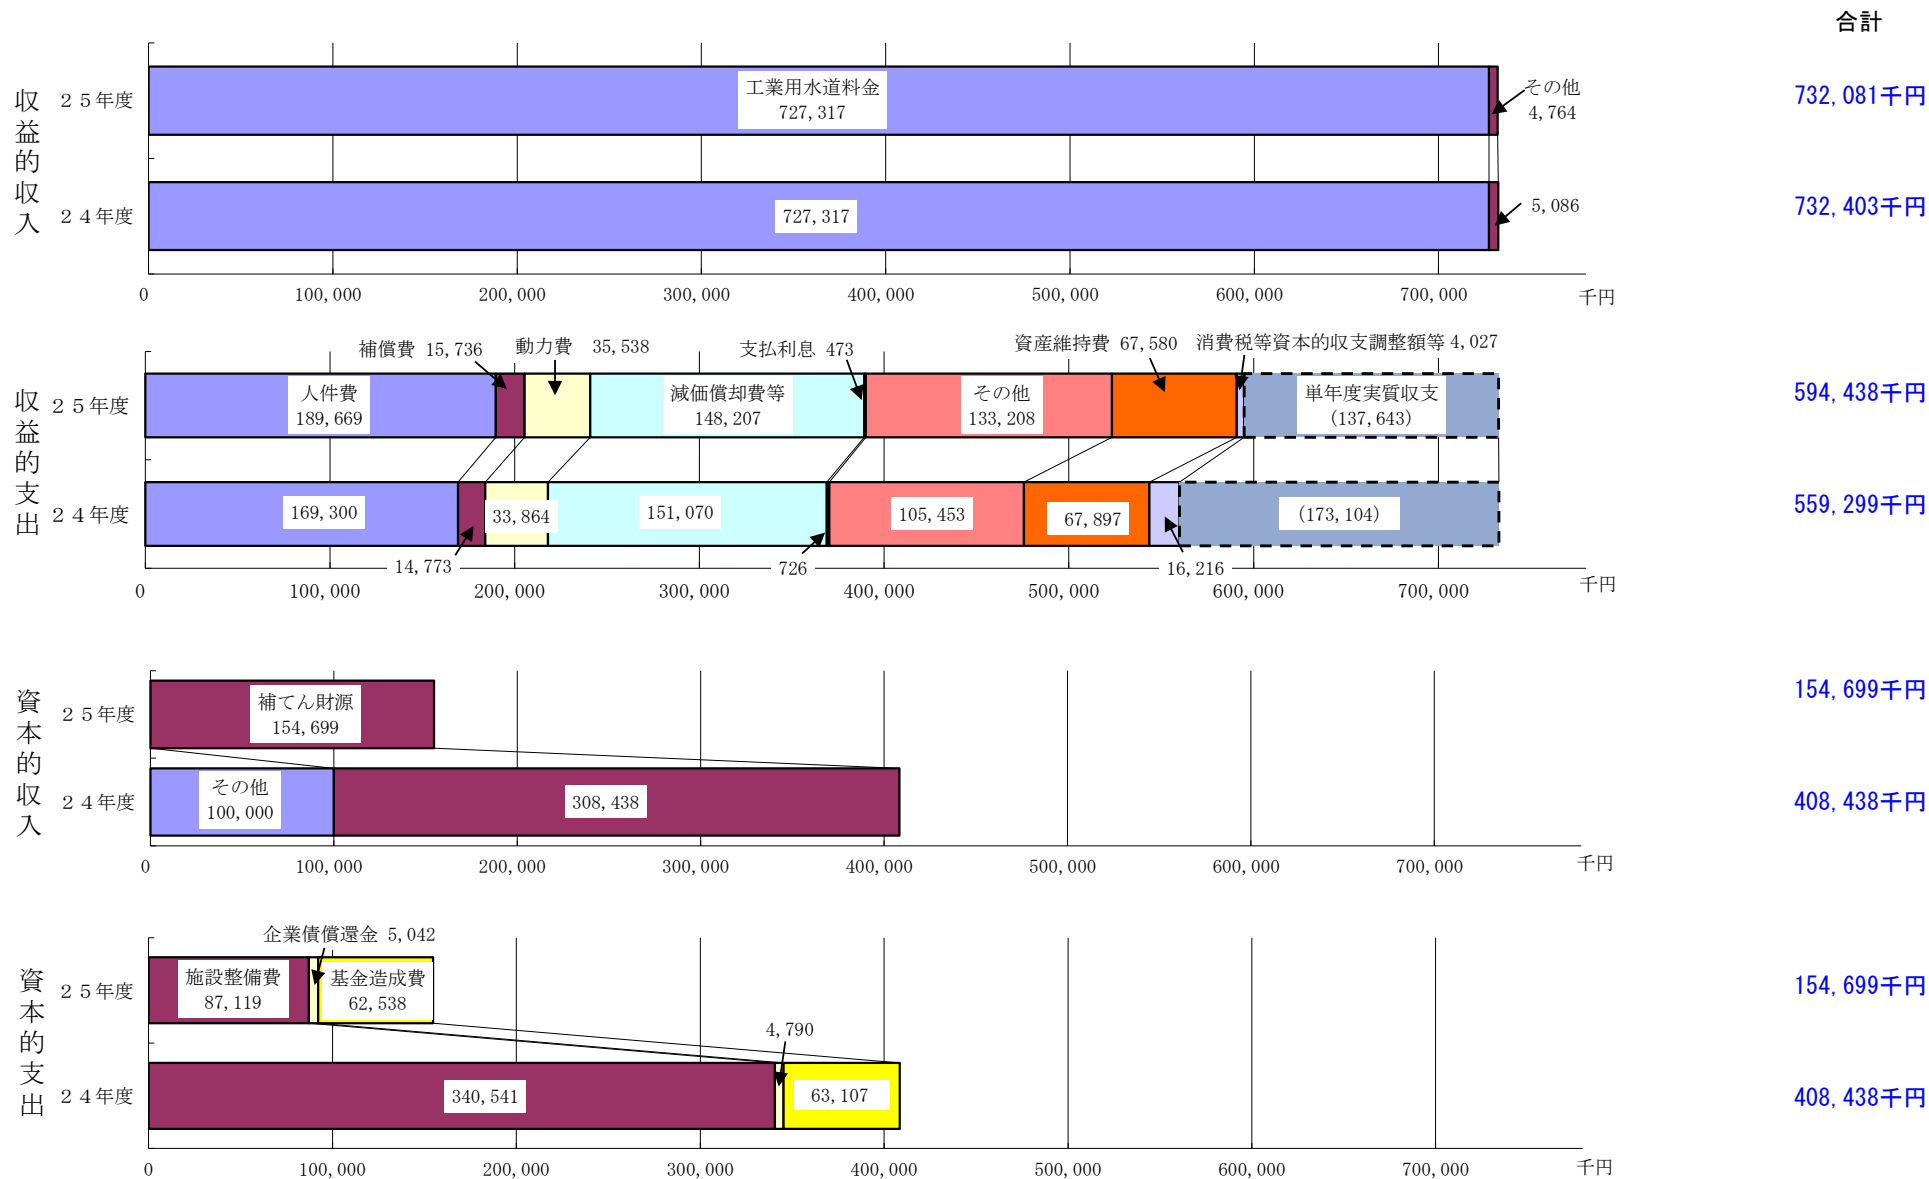 合計
収益的収入
２５年度
工業用水道料金
727,317
その他
4,764
732,081千円
２４年度
727,317
5,086
732,403千円
0 100,000 200,000 300,000 400,000 500,000 600,000 700,000 千円
収益的支出
補償費 15,736 動力費 35,538 支払利息 473 資産維持費 67,580 消費税等資本的収支調整額等 4,027
２５年度
人件費
189,669
減価償却費等
148,207
その他
133,208
単年度実質収支
(137,643)
594,438千円
２４年度
169,300 33,864 151,070 105,453 67,897 (173,104)
559,299千円
14,773 726 16,216
0 100,000 200,000 300,000 400,000 500,000 600,000 700,000 千円
資本的収入
２５年度
補てん財源
154,699
154,699千円
２４年度
その他
100,000
308,438
408,438千円
0 100,000 200,000 300,000 400,000 500,000 600,000 700,000 千円
資本的支出
企業債償還金 5,042
２５年度
施設整備費
87,119
基金造成費
62,538
154,699千円
4,790
２４年度
340,541 63,107
408,438千円
0 100,000 200,000 300,000 400,000 500,000 600,000 700,000 千円